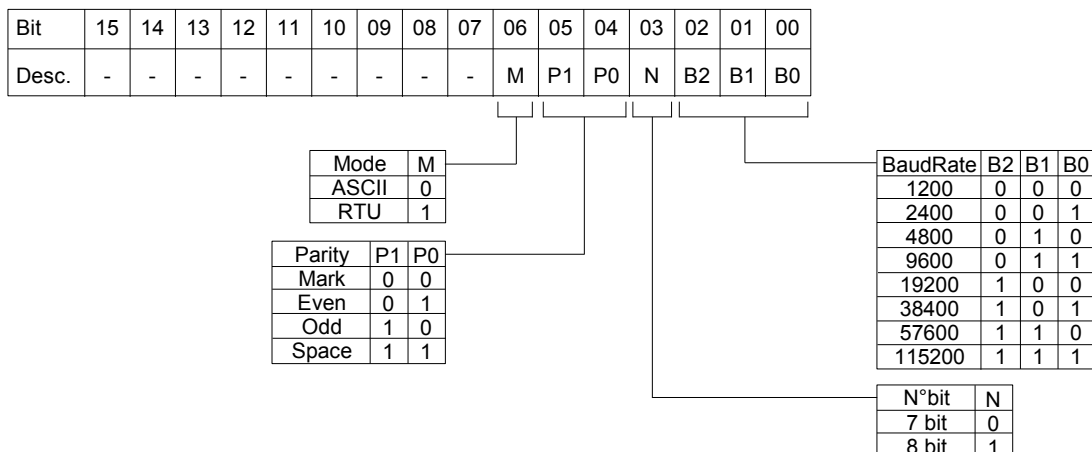 Bit 15 14 13 12 11 10 09 08 07 06 05 04 03 02 01 00
Desc. - - - - - - - - - M P1 P0 N B2 B1 B0
Mode M
ASCII 0
RTU 1
Parity P1 P0
Mark 0 0
Even 0 1
Odd 1 0
Space 1 1
BaudRate B2 B1 B0
1200 0 0 0
2400 0 0 1
4800 0 1 0
9600 0 1 1
19200 1 0 0
38400 1 0 1
57600 1 1 0
115200 1 1 1
N°bit N
7 bit 0
8 bit 1